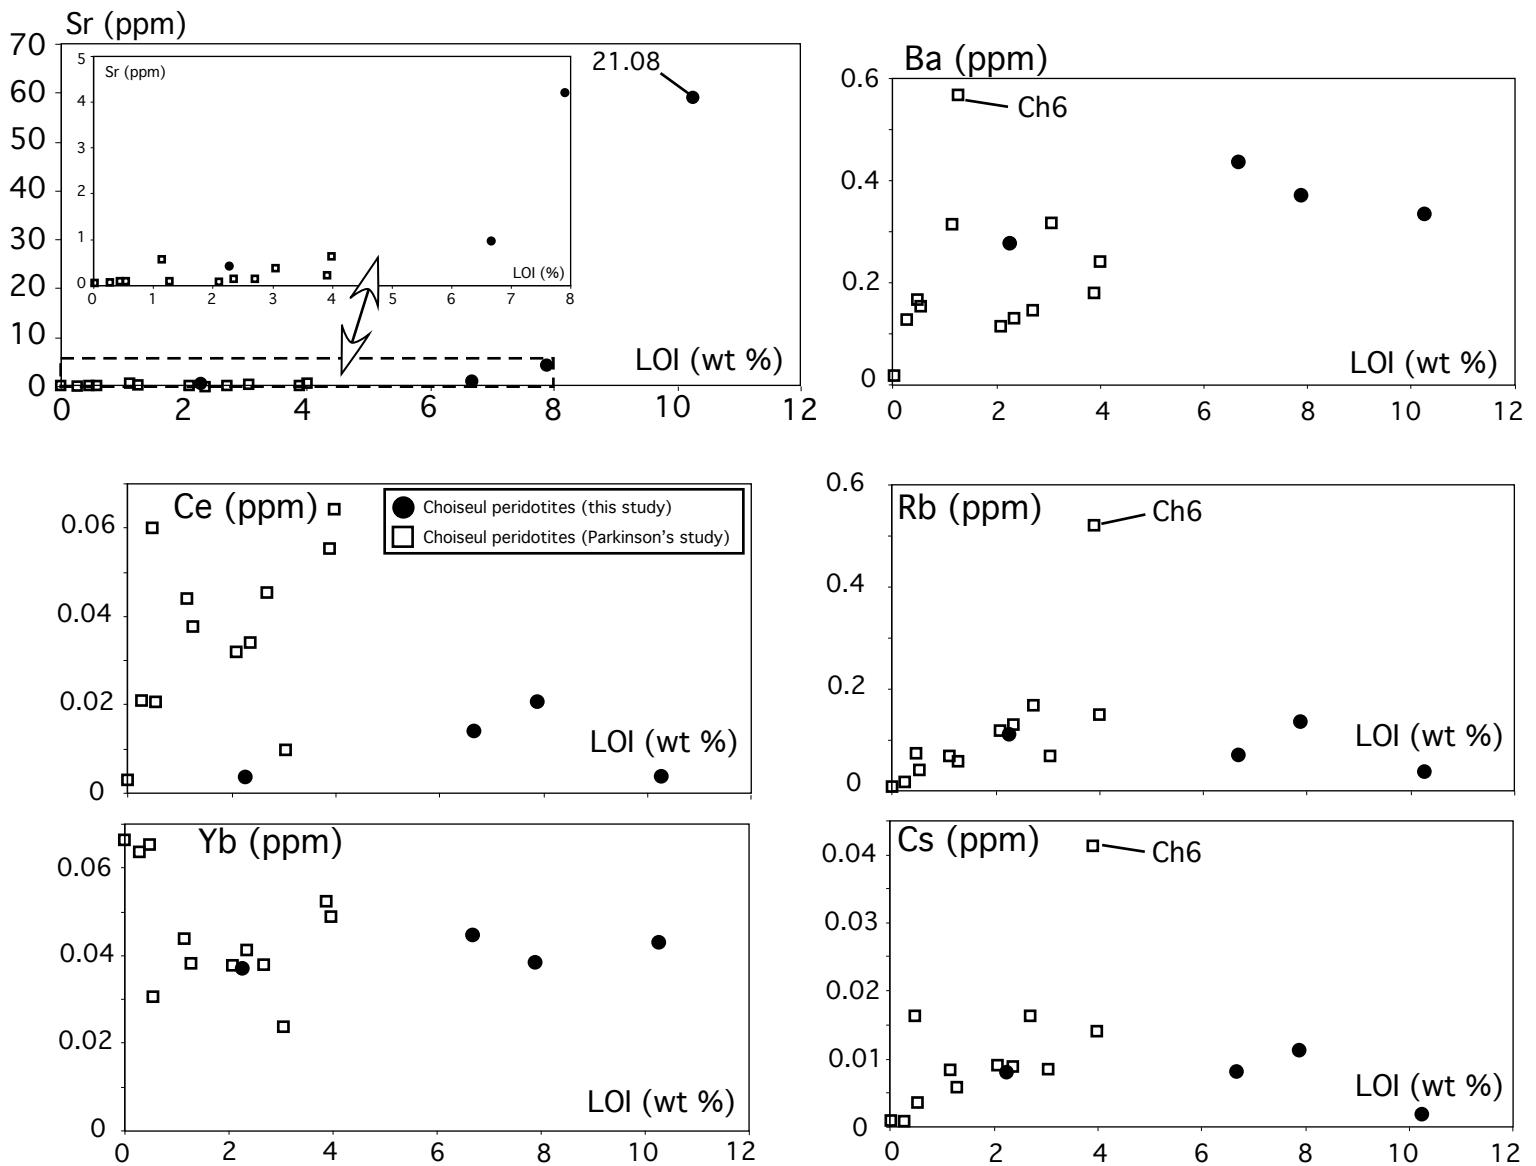 Sr (ppm)
70
60
50
40
30
20
10
0
0 2 4 6 8 10 12
21.08
LOI (wt %)
Sr (ppm)
5
4
3
2
1
0
0 1 2 3 4 5 6 7 8
LOI (%)
Ba (ppm)
0.6
0.4
0.2
0
Ch6
LOI (wt %)
0 2 4 6 8 10 12
Ce (ppm)
0.06
0.04
0.02
0
Choiseul peridotites (this study)
Choiseul peridotites (Parkinson's study)
LOI (wt %)
Rb (ppm)
0.6
0.4
0.2
0
Ch6
LOI (wt %)
Yb (ppm)
0.06
0.04
0.02
0
LOI (wt %)
0 2 4 6 8 10 12
Cs (ppm)
0.04
0.03
0.02
0.01
0
Ch6
LOI (wt %)
0 2 4 6 8 10 12